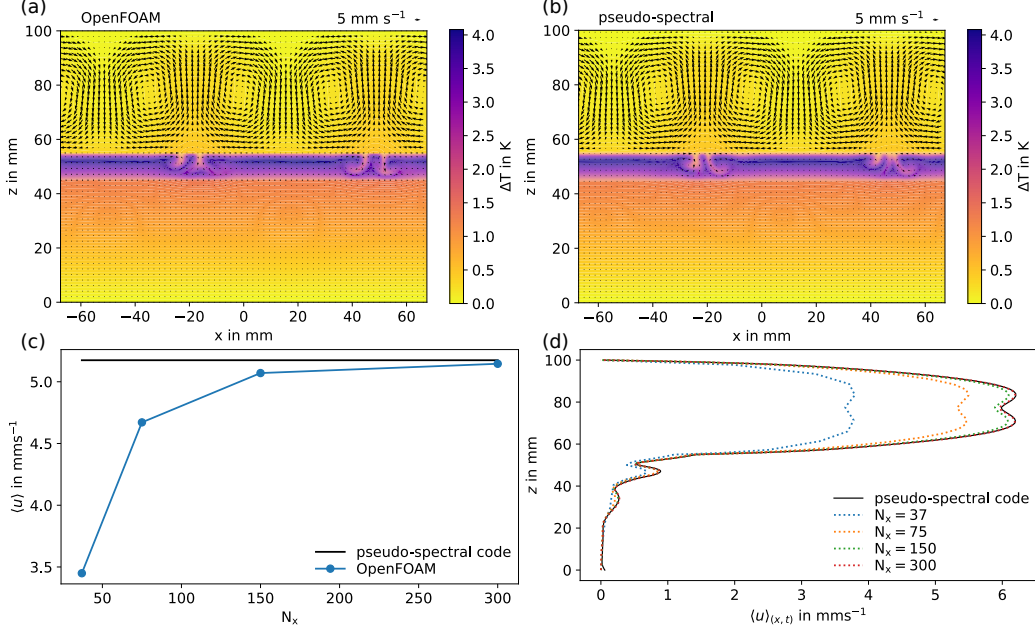 (a) OpenFOAM 5 mm s⁻¹
(b) pseudo-spectral 5 mm s⁻¹
100
80
60
40
20
0
z in mm
−60 −40 −20 0 20 40 60
x in mm
4.0
3.5
3.0
2.5
2.0
1.5
1.0
0.5
0.0
ΔT in K
100
80
60
40
20
0
z in mm
−60 −40 −20 0 20 40 60
x in mm
4.0
3.5
3.0
2.5
2.0
1.5
1.0
0.5
0.0
ΔT in K
(c)
5.0
4.5
4.0
3.5
⟨u⟩ in mms⁻¹
pseudo-spectral code
OpenFOAM
50 100 150 200 250 300
Nₓ
(d)
100
80
60
40
20
0
z in mm
pseudo-spectral code
Nₓ = 37
Nₓ = 75
Nₓ = 150
Nₓ = 300
0 1 2 3 4 5 6
⟨u⟩₍ₓ,ₜ₎ in mms⁻¹